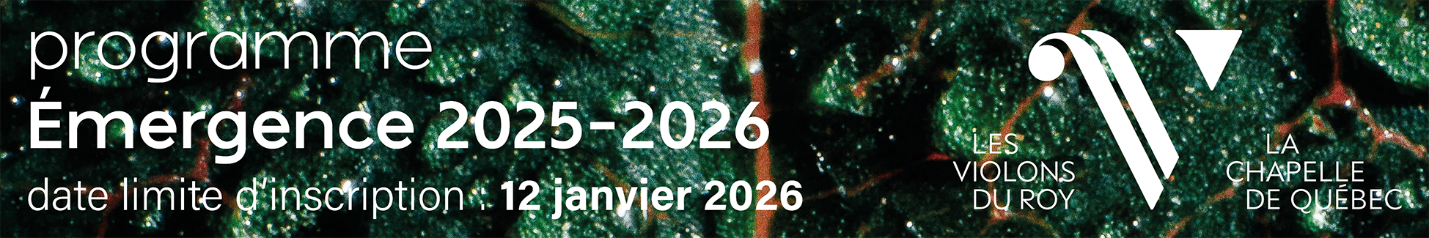 programme
Émergence 2025-2026
date limite d'inscription : 12 janvier 2026
LES
VIOLONS
DU ROY
LA
CHAPELLE
DE QUÉBEC